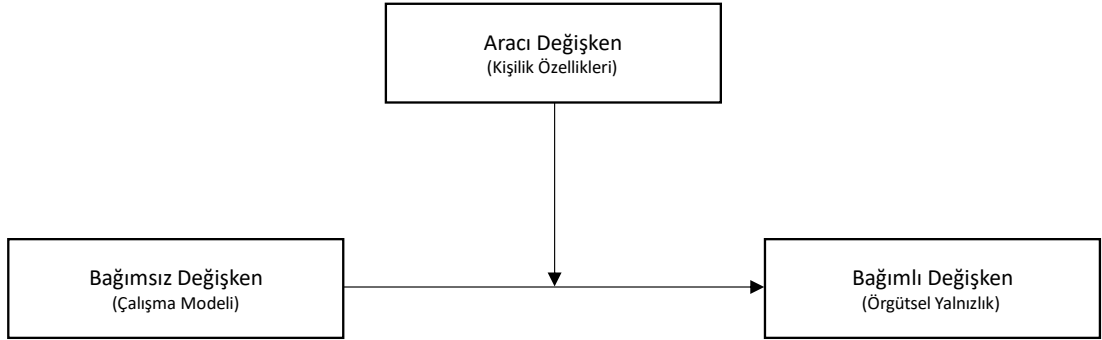 Aracı Değişken
(Kişilik Özellikleri)
Bağımsız Değişken
(Çalışma Modeli)
Bağımlı Değişken
(Örgütsel Yalnızlık)